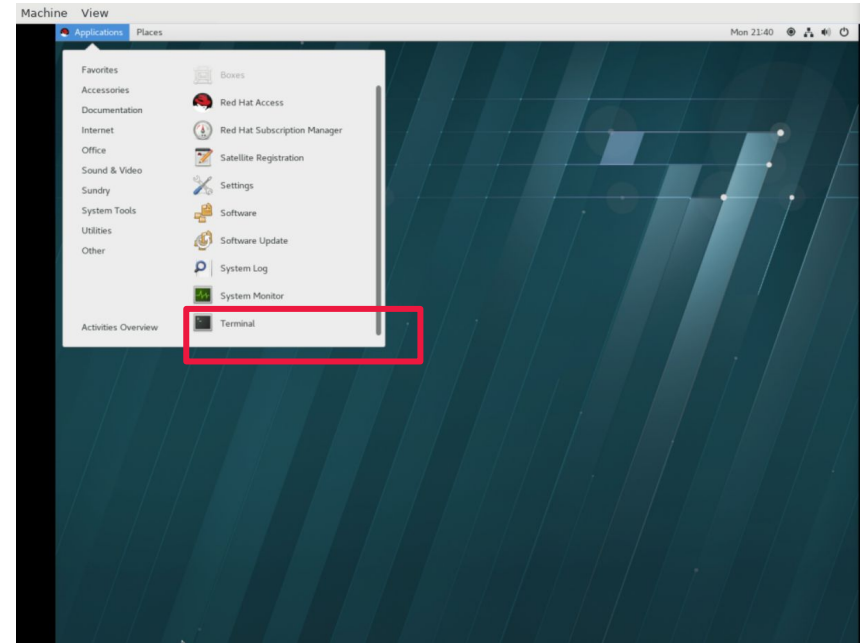 Machine View
Applications Places Mon 21:40
Favorites
Accessories
Documentation
Internet
Office
Sound & Video
Sundry
System Tools
Utilities
Other
Activities Overview
Boxes
Red Hat Access
Red Hat Subscription Manager
Satellite Registration
Settings
Software
Software Update
System Log
System Monitor
Terminal